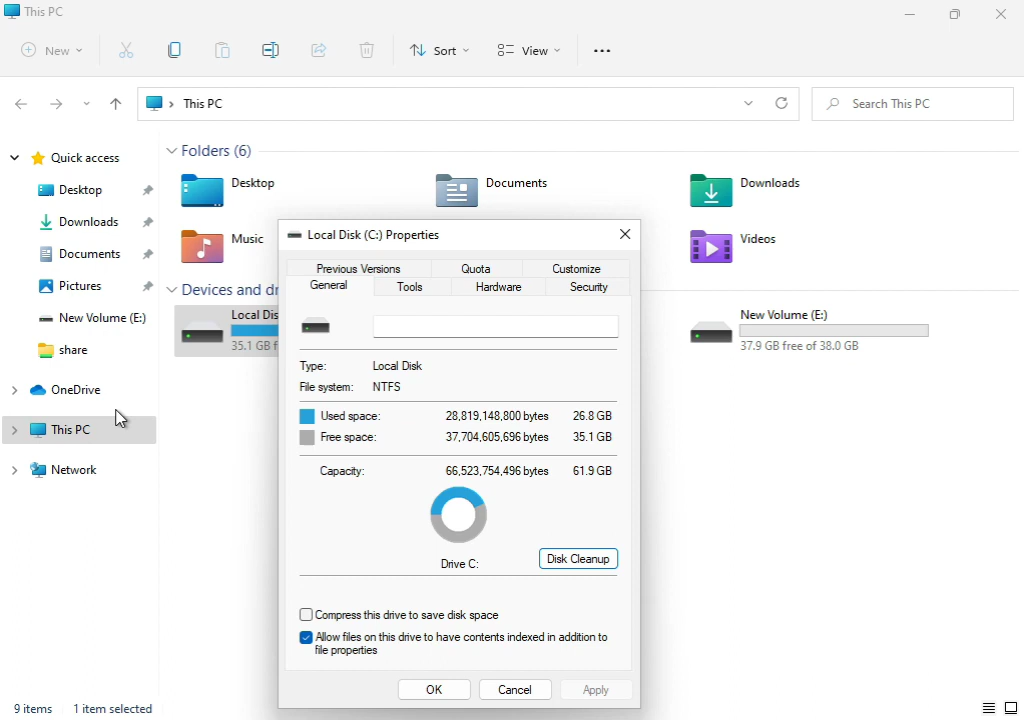 This PC
New
Sort
View
This PC
Search This PC
Quick access
Desktop
Downloads
Documents
Pictures
New Volume (E:)
share
OneDrive
This PC
Network
Folders (6)
Desktop
Documents
Downloads
Music
Videos
Devices and dr
Local Dis
35.1 GB f
New Volume (E:)
37.9 GB free of 38.0 GB
Local Disk (C:) Properties
Previous Versions Quota Customize
General Tools Hardware Security
Type: Local Disk
File system: NTFS
Used space: 28,819,148,800 bytes 26.8 GB
Free space: 37,704,605,696 bytes 35.1 GB
Capacity: 66,523,754,496 bytes 61.9 GB
Drive C: Disk Cleanup
Compress this drive to save disk space
Allow files on this drive to have contents indexed in addition to
file properties
OK Cancel Apply
9 items 1 item selected